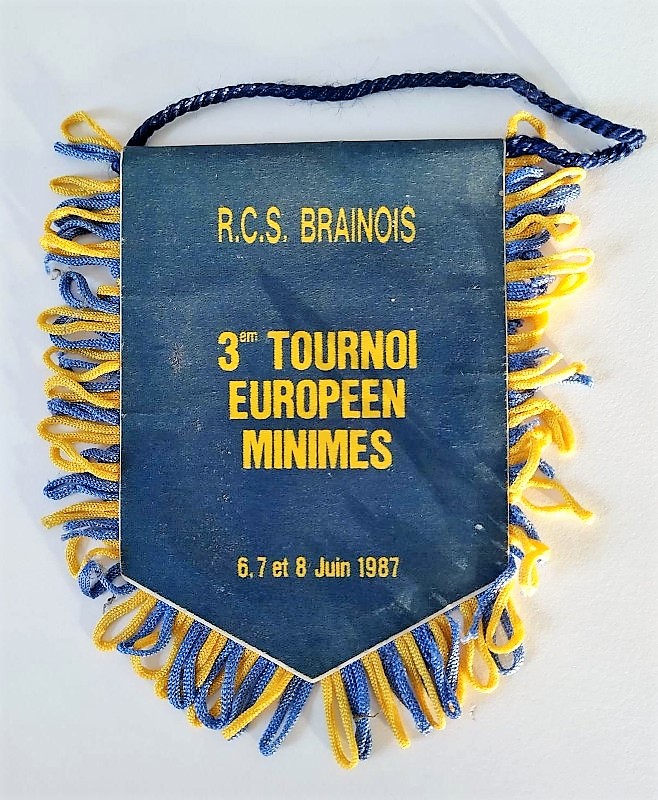 R.C.S. BRAINOIS
3em TOURNOI
EUROPEEN
MINIMES
6, 7 et 8 Juin 1987